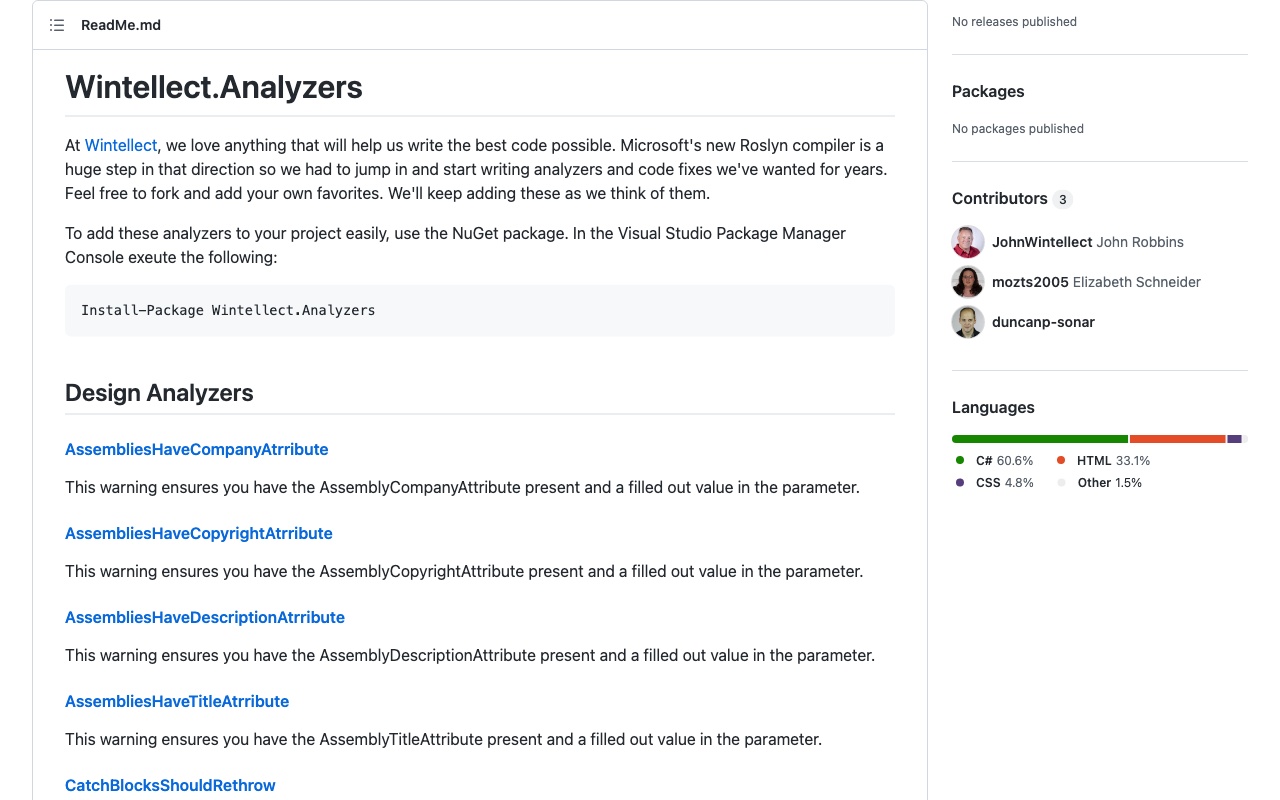 ReadMe.md
Wintellect.Analyzers
At Wintellect, we love anything that will help us write the best code possible. Microsoft's new Roslyn compiler is a
huge step in that direction so we had to jump in and start writing analyzers and code fixes we've wanted for years.
Feel free to fork and add your own favorites. We'll keep adding these as we think of them.
To add these analyzers to your project easily, use the NuGet package. In the Visual Studio Package Manager
Console exeute the following:
Install-Package Wintellect.Analyzers
Design Analyzers
AssembliesHaveCompanyAtrribute
This warning ensures you have the AssemblyCompanyAttribute present and a filled out value in the parameter.
AssembliesHaveCopyrightAtrribute
This warning ensures you have the AssemblyCopyrightAttribute present and a filled out value in the parameter.
AssembliesHaveDescriptionAtrribute
This warning ensures you have the AssemblyDescriptionAttribute present and a filled out value in the parameter.
AssembliesHaveTitleAtrribute
This warning ensures you have the AssemblyTitleAttribute present and a filled out value in the parameter.
CatchBlocksShouldRethrow
No releases published
Packages
No packages published
Contributors 3
JohnWintellect John Robbins
mozts2005 Elizabeth Schneider
duncanp-sonar
Languages
C# 60.6% HTML 33.1%
CSS 4.8% Other 1.5%